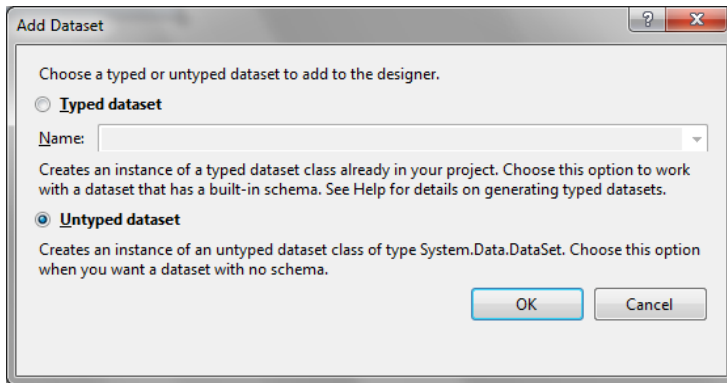 Add Dataset
Choose a typed or untyped dataset to add to the designer.
Typed dataset
Name:
Creates an instance of a typed dataset class already in your project. Choose this option to work
with a dataset that has a built-in schema. See Help for details on generating typed datasets.
Untyped dataset
Creates an instance of an untyped dataset class of type System.Data.DataSet. Choose this option
when you want a dataset with no schema.
OK Cancel